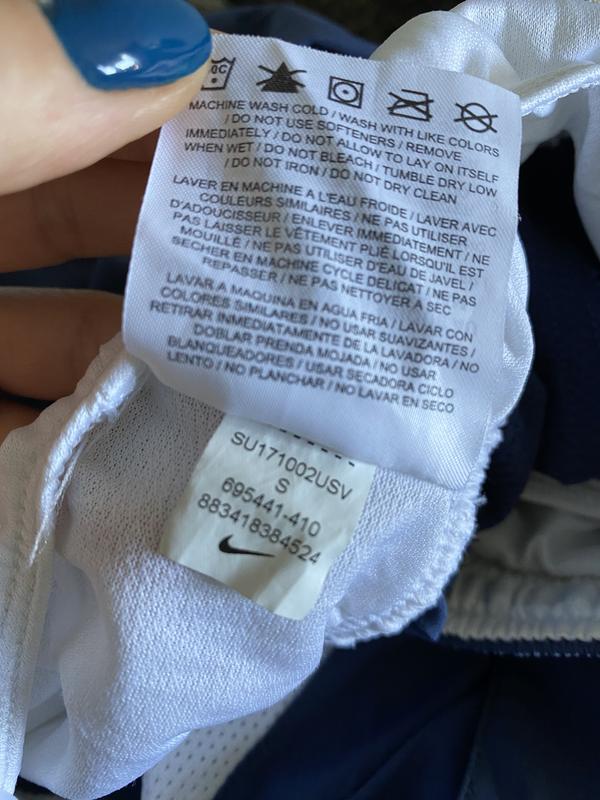 MACHINE WASH COLD / WASH WITH LIKE COLORS
/ DO NOT USE SOFTENERS / REMOVE
IMMEDIATELY / DO NOT ALLOW TO LAY ON ITSELF
WHEN WET / DO NOT BLEACH / TUMBLE DRY LOW
/ DO NOT IRON / DO NOT DRY CLEAN
LAVER EN MACHINE A L'EAU FROIDE / LAVER AVEC
COULEURS SIMILAIRES / NE PAS UTILISER
D'ADOUCISSEUR / ENLEVER IMMEDIATEMENT / NE
PAS LAISSER LE VÊTEMENT PLIÉ LORSQU'IL EST
MOUILLÉ / NE PAS UTILISER D'EAU DE JAVEL /
SECHER EN MACHINE CYCLE DELICAT / NE PAS
REPASSER / NE PAS NETTOYER A SEC
LAVAR A MAQUINA EN AGUA FRIA / LAVAR CON
COLORES SIMILARES / NO USAR SUAVIZANTES /
RETIRAR INMEDIATAMENTE DE LA LAVADORA / NO
DOBLAR PRENDA MOJADA / NO USAR
BLANQUEADORES / USAR SECADORA CICLO
LENTO / NO PLANCHAR / NO LAVAR EN SECO
SU171002USV
S
695441-410
883418384524